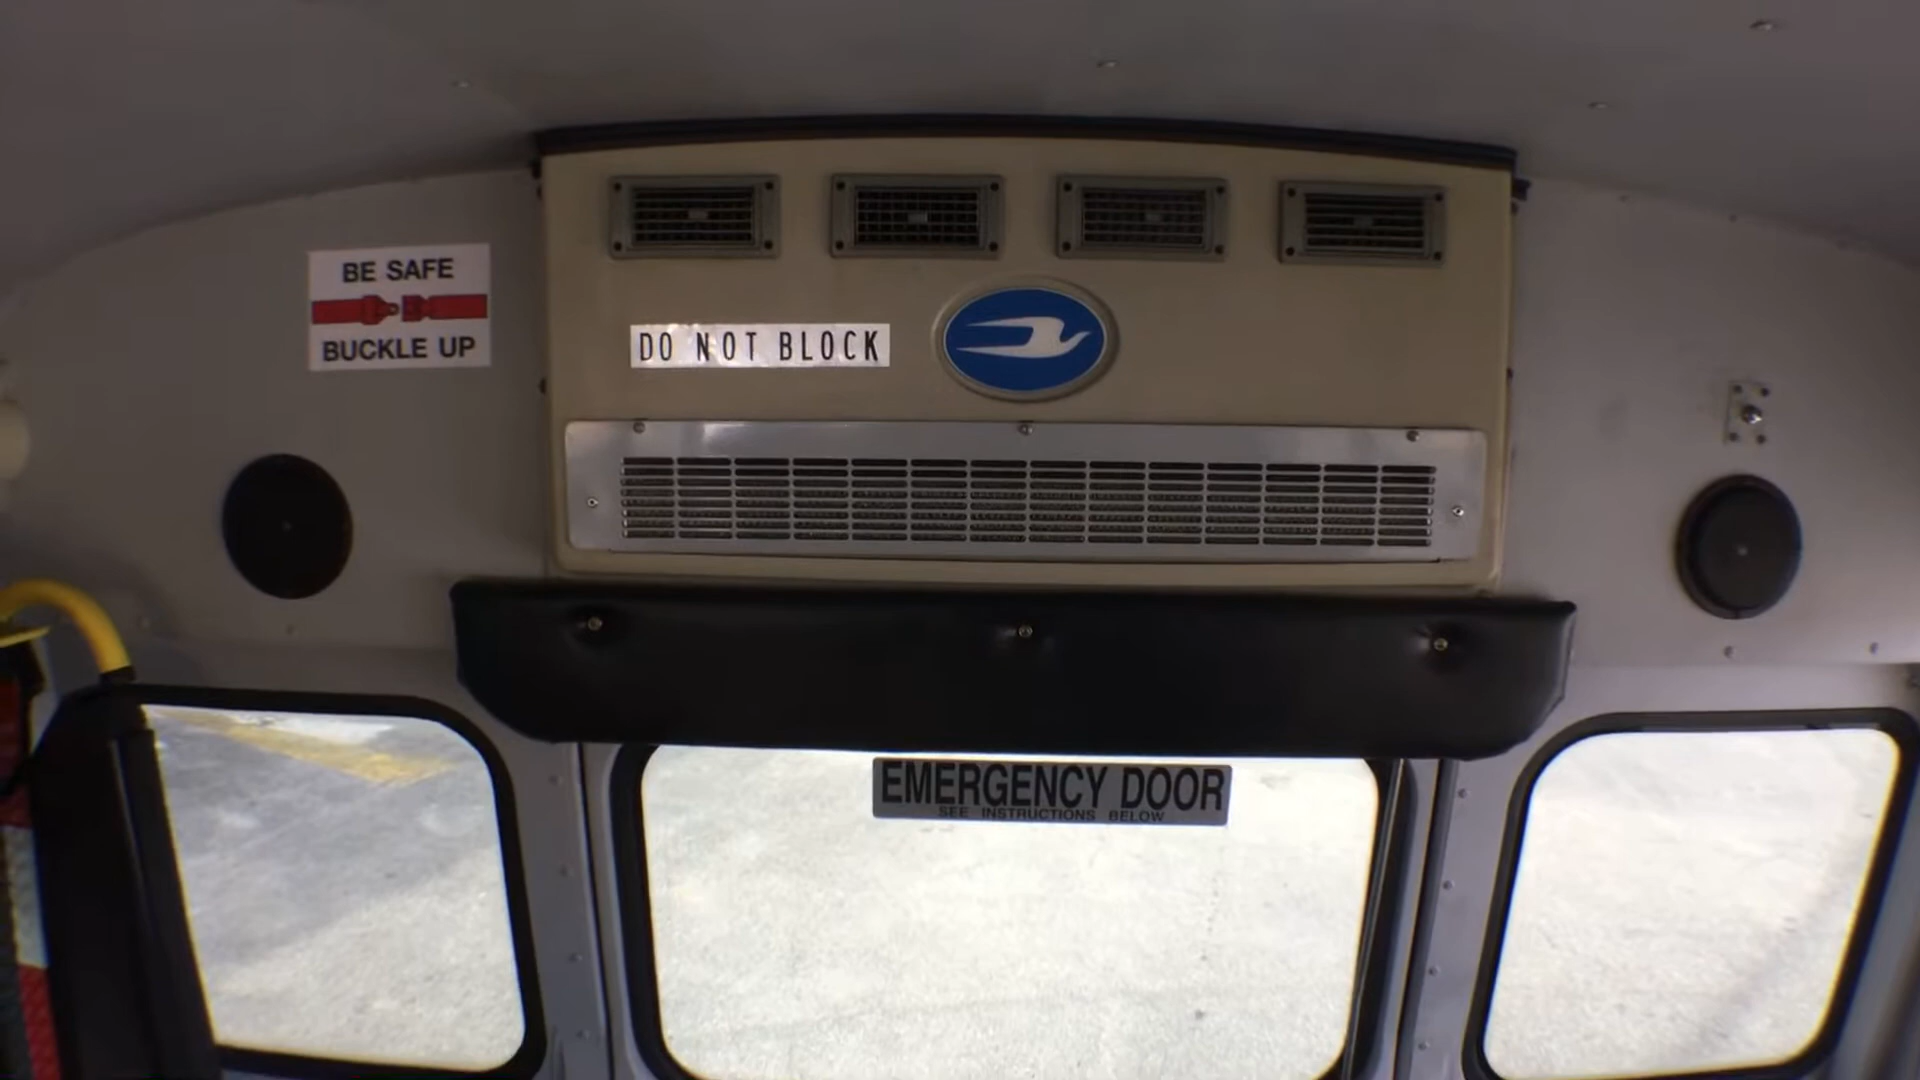 BE SAFE
BUCKLE UP
DO NOT BLOCK
EMERGENCY DOOR
SEE INSTRUCTIONS BELOW